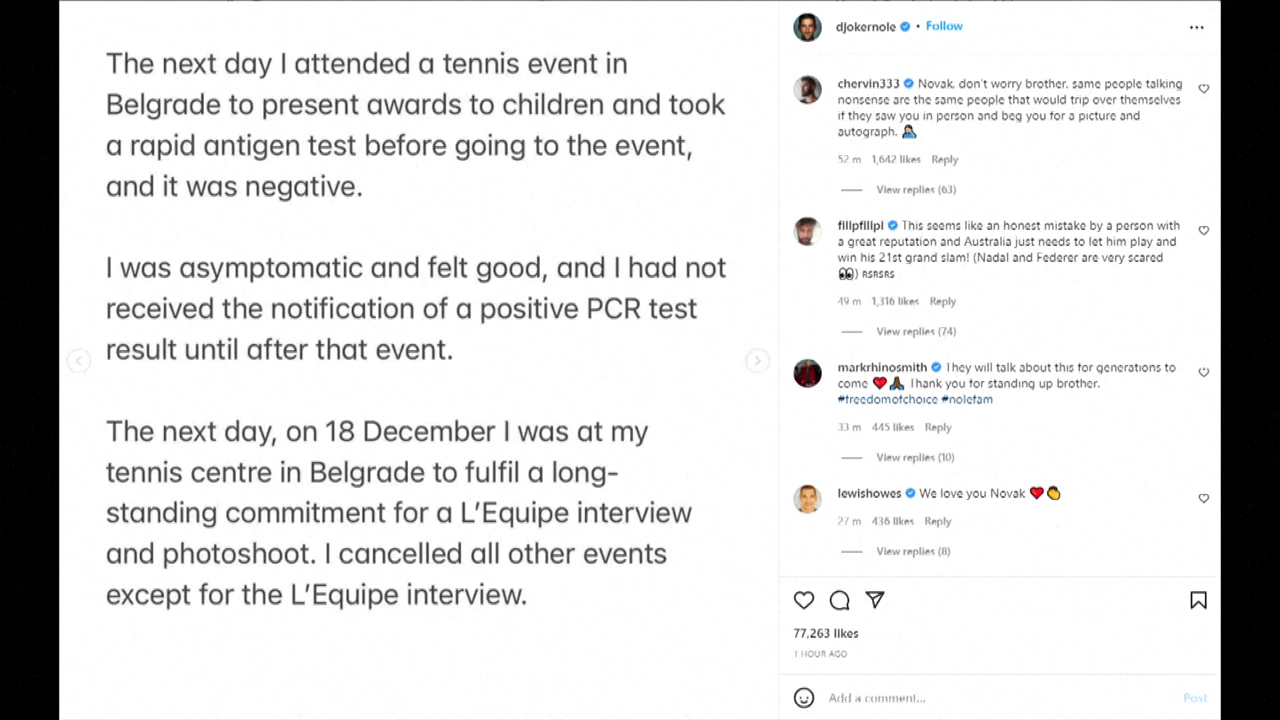 The next day I attended a tennis event in
Belgrade to present awards to children and took
a rapid antigen test before going to the event,
and it was negative.
I was asymptomatic and felt good, and I had not
received the notification of a positive PCR test
result until after that event.
The next day, on 18 December I was at my
tennis centre in Belgrade to fulfil a long-
standing commitment for a L'Equipe interview
and photoshoot. I cancelled all other events
except for the L'Equipe interview.
djokernole • Follow
chervin333 Novak, don't worry brother, same people talking
nonsense are the same people that would trip over themselves
if they saw you in person and beg you for a picture and
autograph. 🤦🏻‍♂️
52 m 1,642 likes Reply
View replies (63)
filipfilipi This seems like an honest mistake by a person with
a great reputation and Australia just needs to let him play and
win his 21st grand slam! (Nadal and Federer are very scared
👀) RSRSRS
49 m 1,316 likes Reply
View replies (74)
markrhinosmith They will talk about this for generations to
come ❤️🙏🏾 Thank you for standing up brother.
#freedomofchoice #nolefam
33 m 445 likes Reply
View replies (10)
lewishowes We love you Novak ❤️👏
27 m 436 likes Reply
View replies (8)
77,263 likes
1 HOUR AGO
Add a comment...
Post